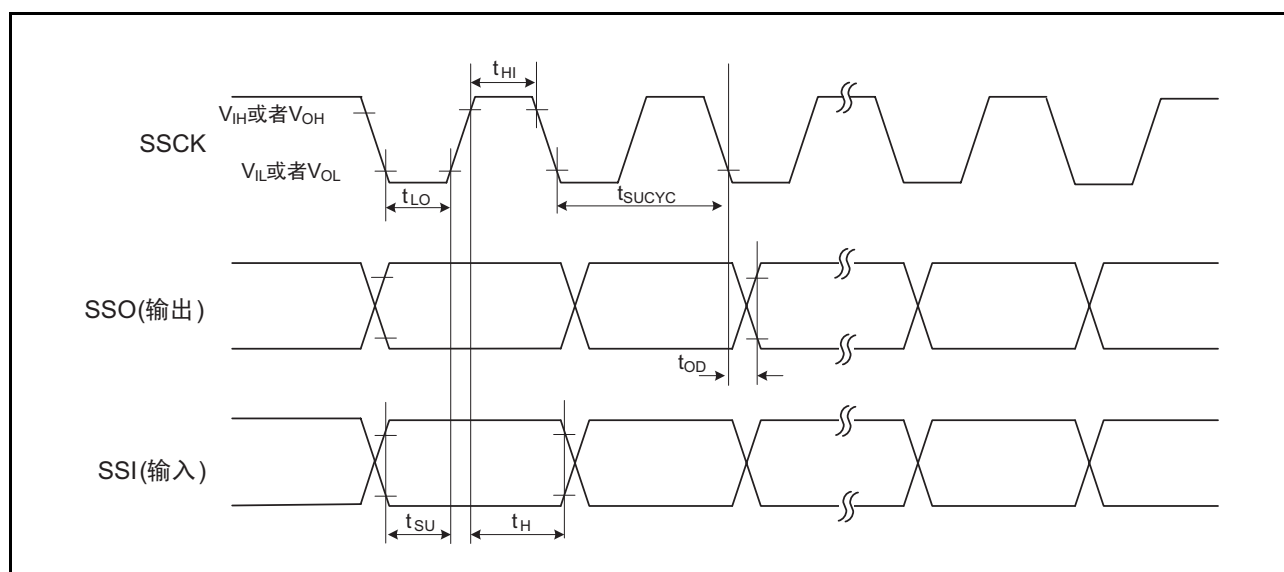 tHI
VIH或者VOH
SSCK
VIL或者VOL
tLO
tSUCYC
SSO(输出)
tOD
SSI(输入)
tSU
tH